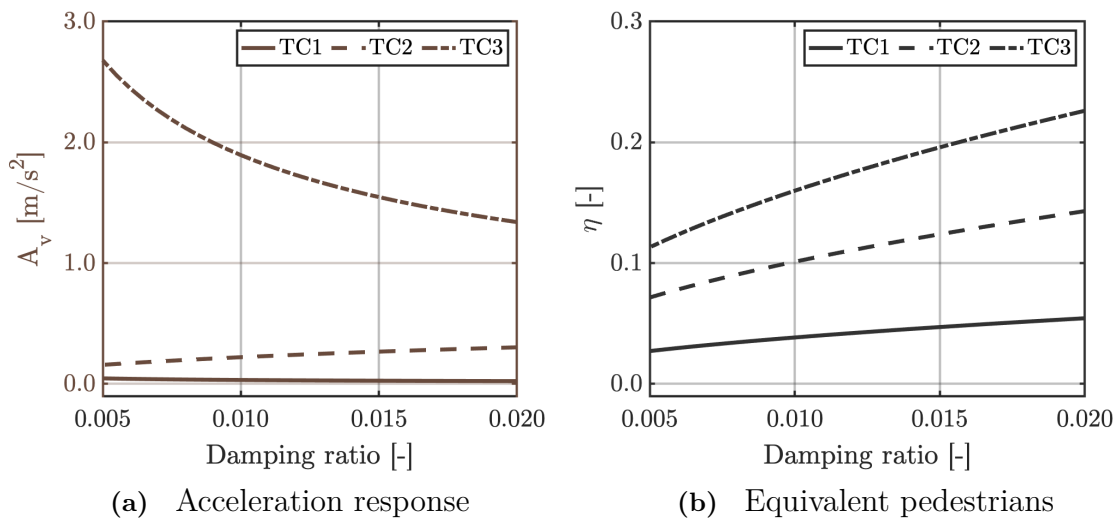 TC1 TC2 TC3
3.0
2.0
1.0
0.0
A_v [m/s^2]
0.005 0.010 0.015 0.020
Damping ratio [-]
(a) Acceleration response
TC1 TC2 TC3
0.3
0.2
0.1
0.0
η [-]
0.005 0.010 0.015 0.020
Damping ratio [-]
(b) Equivalent pedestrians